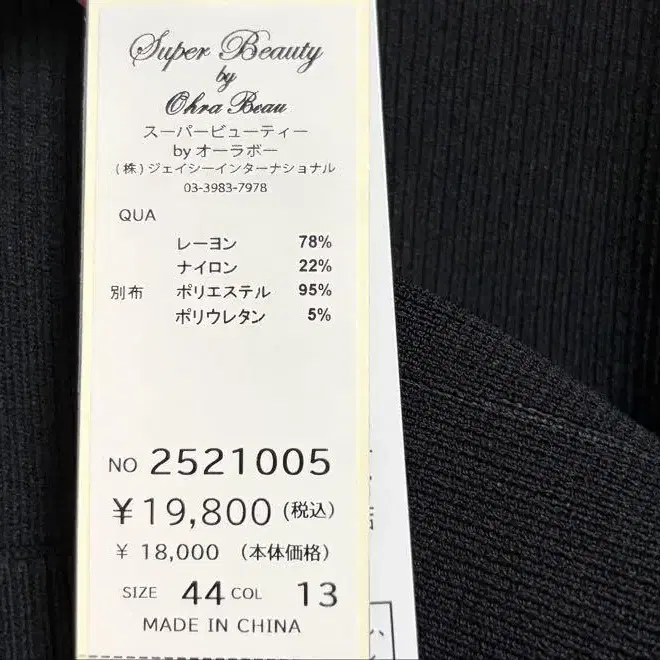 Super Beauty
by
Ohra Beau
スーパービューティー
by オーラボー
(株)ジェイシーインターナショナル
03-3983-7978
QUA
レーヨン 78%
ナイロン 22%
別布 ポリエステル 95%
ポリウレタン 5%
NO 2521005
¥19,800(税込)
¥ 18,000 (本体価格)
SIZE 44 COL 13
MADE IN CHINA